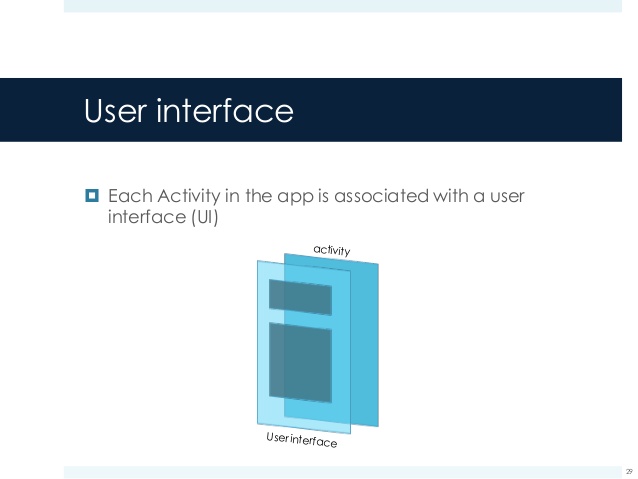 User interface
Each Activity in the app is associated with a user
interface (UI)
activity
User interface
29